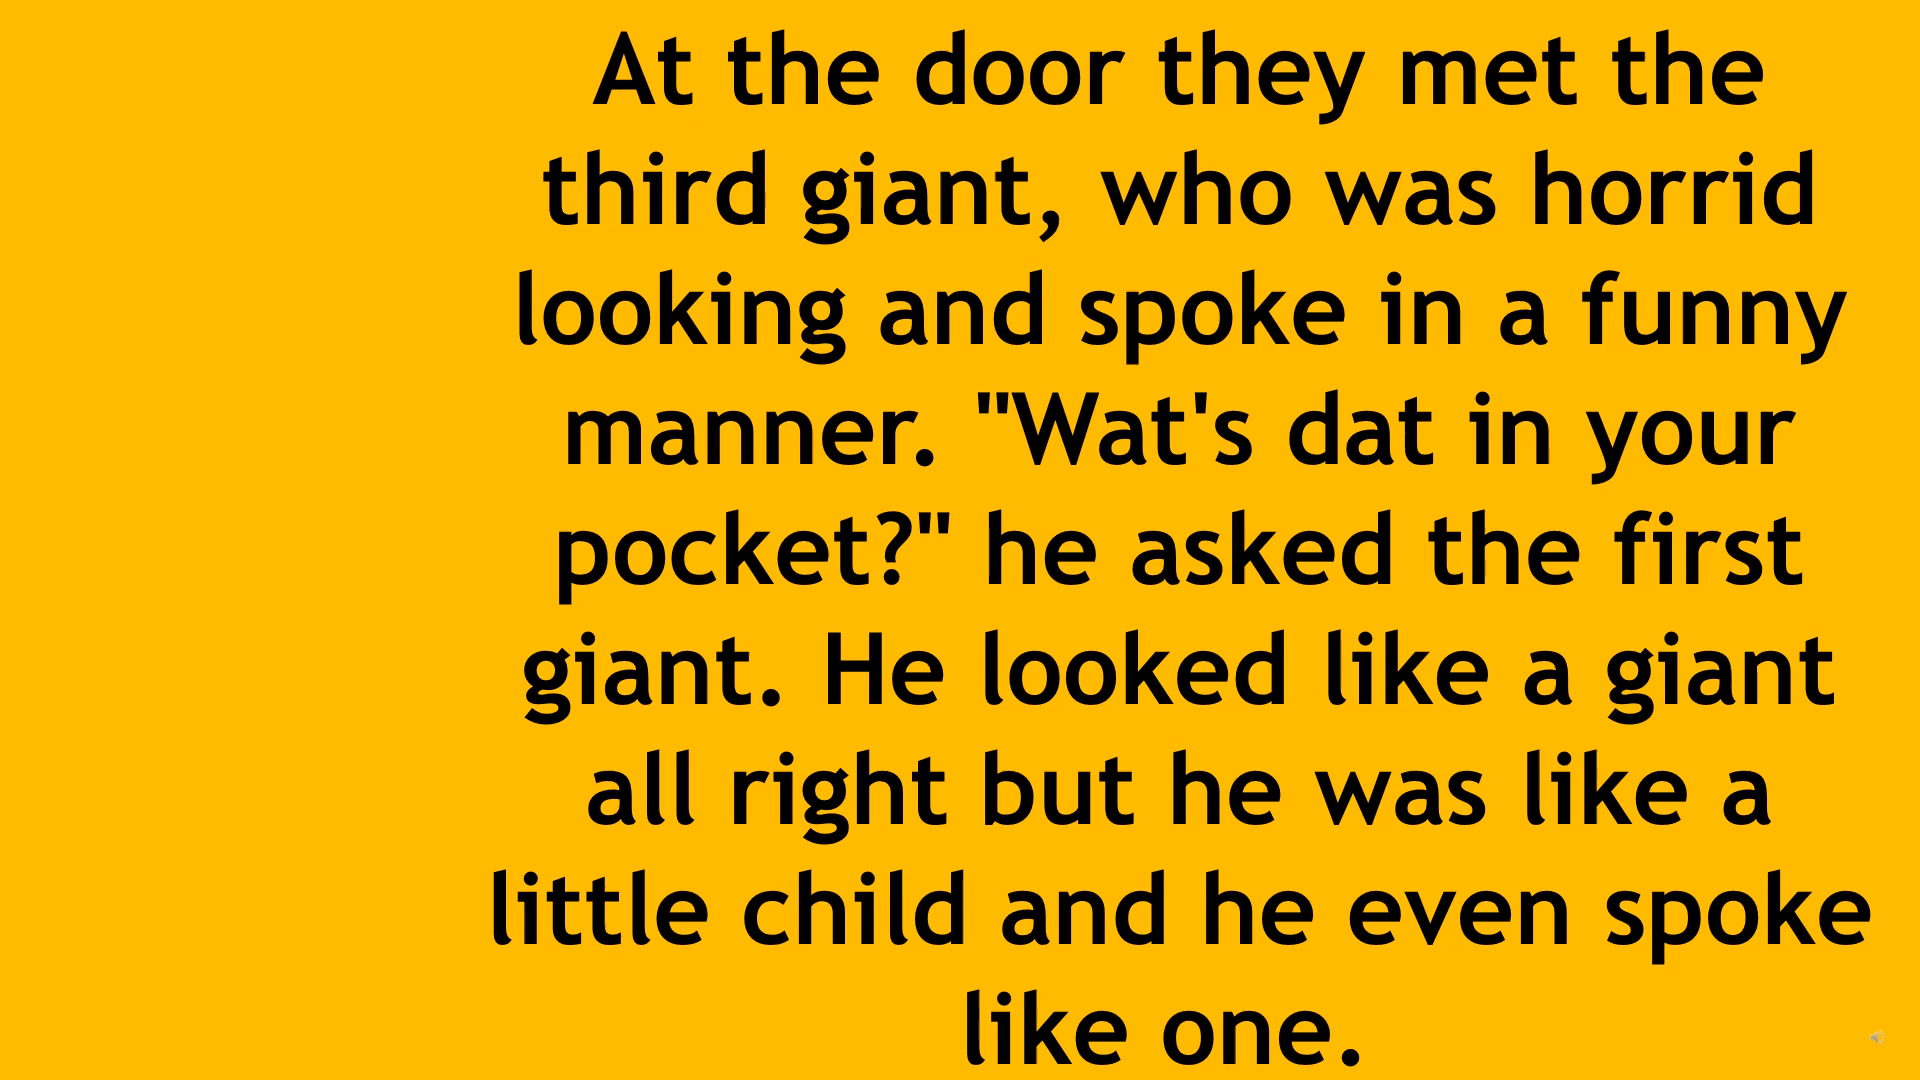 At the door they met the
third giant, who was horrid
looking and spoke in a funny
manner. "Wat's dat in your
pocket?" he asked the first
giant. He looked like a giant
all right but he was like a
little child and he even spoke
like one.